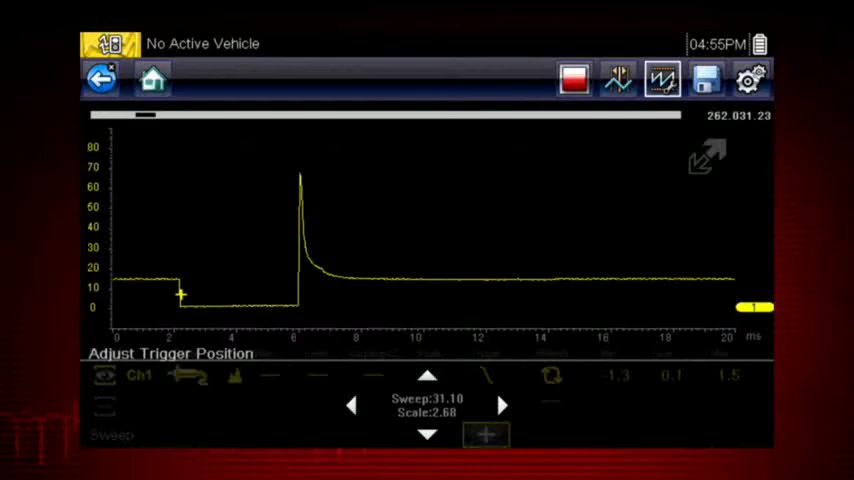 No Active Vehicle
04:55PM
262.031.23
80
70
60
50
40
30
20
10
0
1
0 2 4 6 8 10 12 14 16 18 20 ms
Adjust Trigger Position
Ch1
-1.3 0.1 1.5
Sweep:31.10
Scale:2.68
Sweep